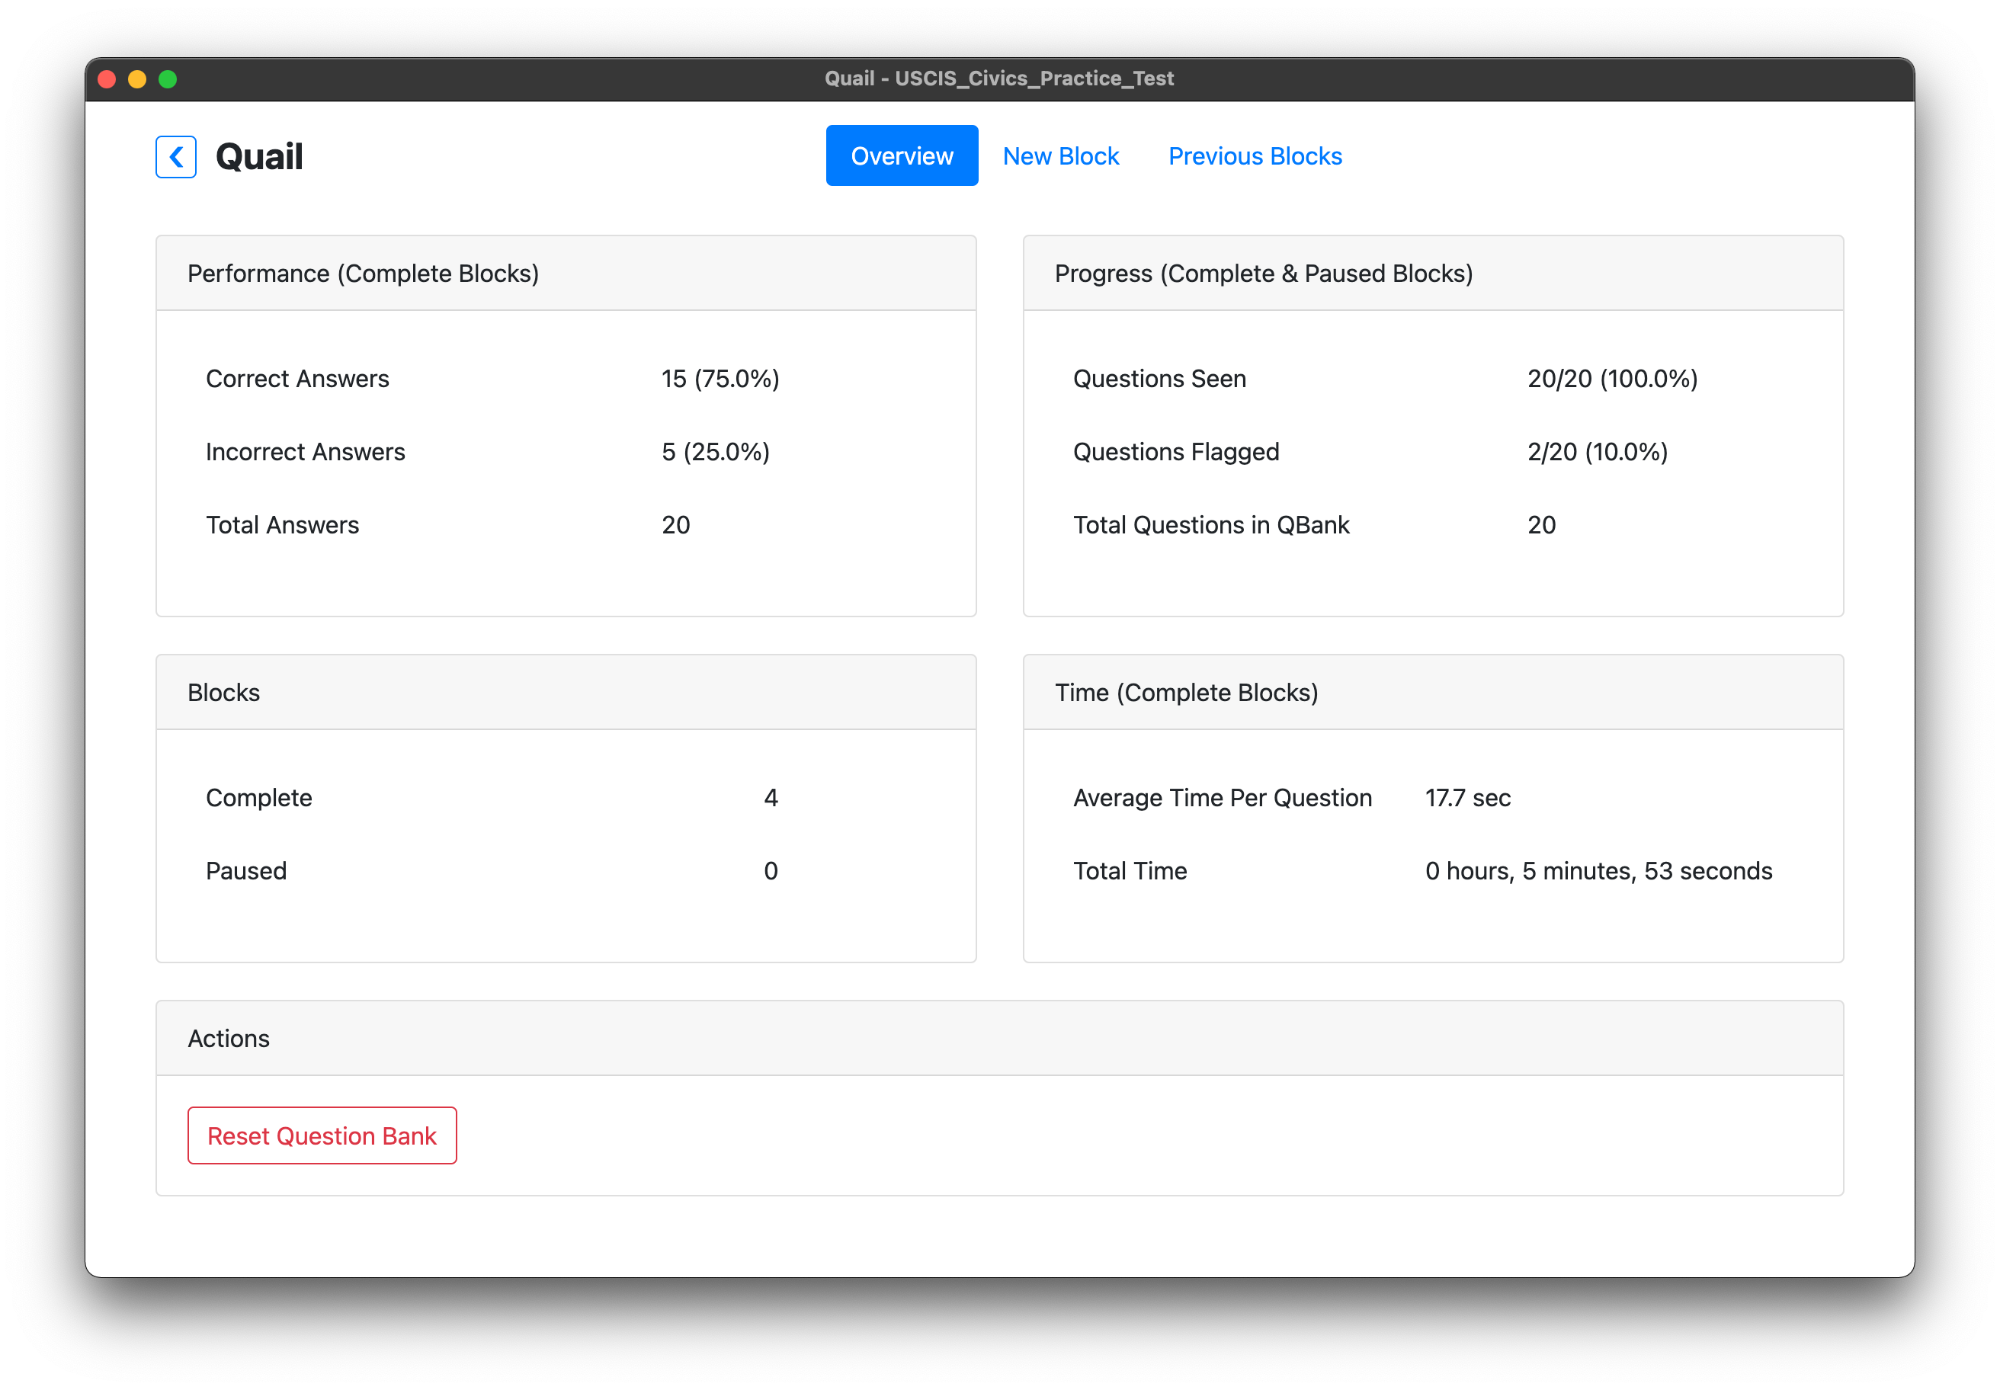 Quail - USCIS_Civics_Practice_Test
Quail
Overview
New Block
Previous Blocks
Performance (Complete Blocks)
Correct Answers 15 (75.0%)
Incorrect Answers 5 (25.0%)
Total Answers 20
Progress (Complete & Paused Blocks)
Questions Seen 20/20 (100.0%)
Questions Flagged 2/20 (10.0%)
Total Questions in QBank 20
Blocks
Complete 4
Paused 0
Time (Complete Blocks)
Average Time Per Question 17.7 sec
Total Time 0 hours, 5 minutes, 53 seconds
Actions
Reset Question Bank